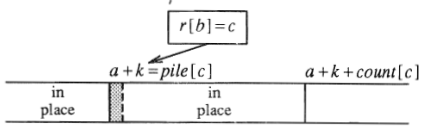 r[b]=c
a+k=pile[c] a+k+count[c]
in in
place place